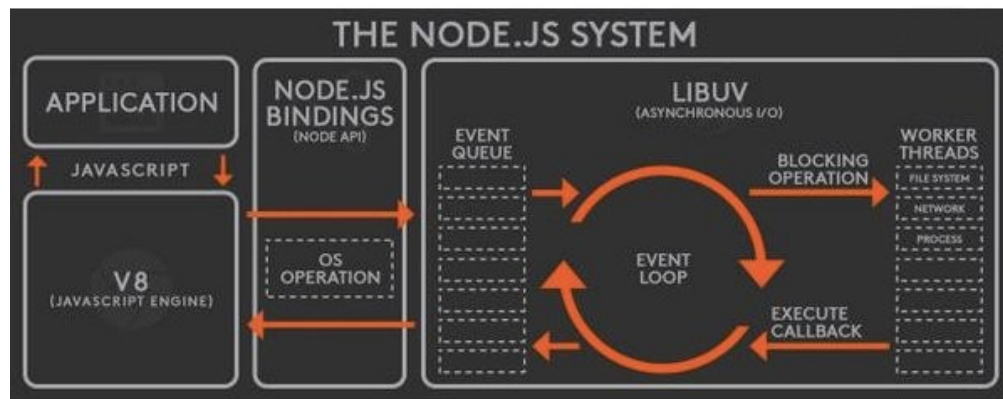 THE NODE.JS SYSTEM
APPLICATION
JAVASCRIPT
V8
(JAVASCRIPT ENGINE)
NODE.JS
BINDINGS
(NODE API)
OS
OPERATION
LIBUV
(ASYNCHRONOUS I/O)
EVENT
QUEUE
EVENT
LOOP
BLOCKING
OPERATION
EXECUTE
CALLBACK
WORKER
THREADS
FILE SYSTEM
NETWORK
PROCESS